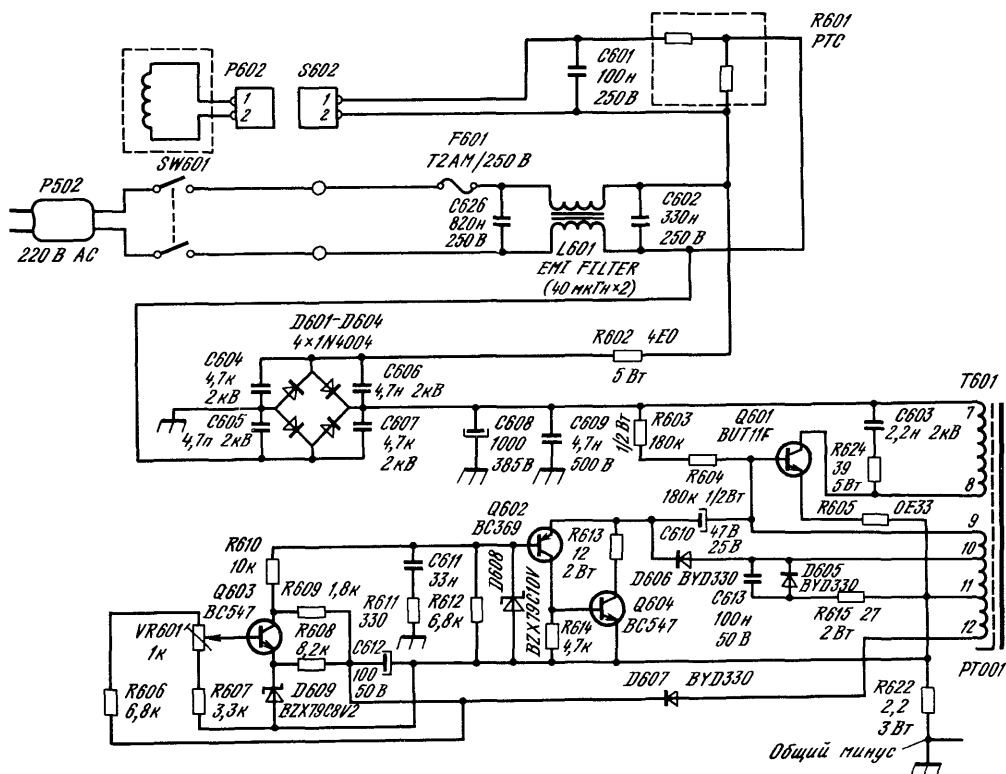 R601
PTC
P602
S602
C601
100н
250 В
1
2
1
2
F601
T2AM/250 В
SW601
P502
220 В AC
C626
820н
250 В
C602
330н
250 В
L601
EMI FILTER
(40 мкГн×2)
D601-D604
4×1N4004
R602 4E0
5 Вт
C604
4,7к
2кВ
C606
4,7н 2кВ
C605
4,7п 2кВ
C607
4,7к
2кВ
C608
1000
385В
C609
4,7н
500 В
1/2 Вт
R603
180к
Q601
BUT11F
T601
7
C603
2,2н 2кВ
R624
39
5 Вт
8
R604
180к 1/2Вт
R605 0E33
9
10
11
12
Q602
BC369
R613
12
2 Вт
C610
47 В
25 В
D606 BYD330
D605
BYD330
C613
100н
50 В
R615 27
2 Вт
R610
10к
C611
33н
D608
BZX79C10V
Q604
BC547
R614
4,7к
Q603
BC547
R609 1,8к
R611
330
R612
6,8к
VR601
1к
R608
8,2к
C612
100
50 В
R606
6,8к
R607
3,3к
D609
BZX79C8V2
D607 BYD330
PT001
R622
2,2
3 Вт
Общий минус